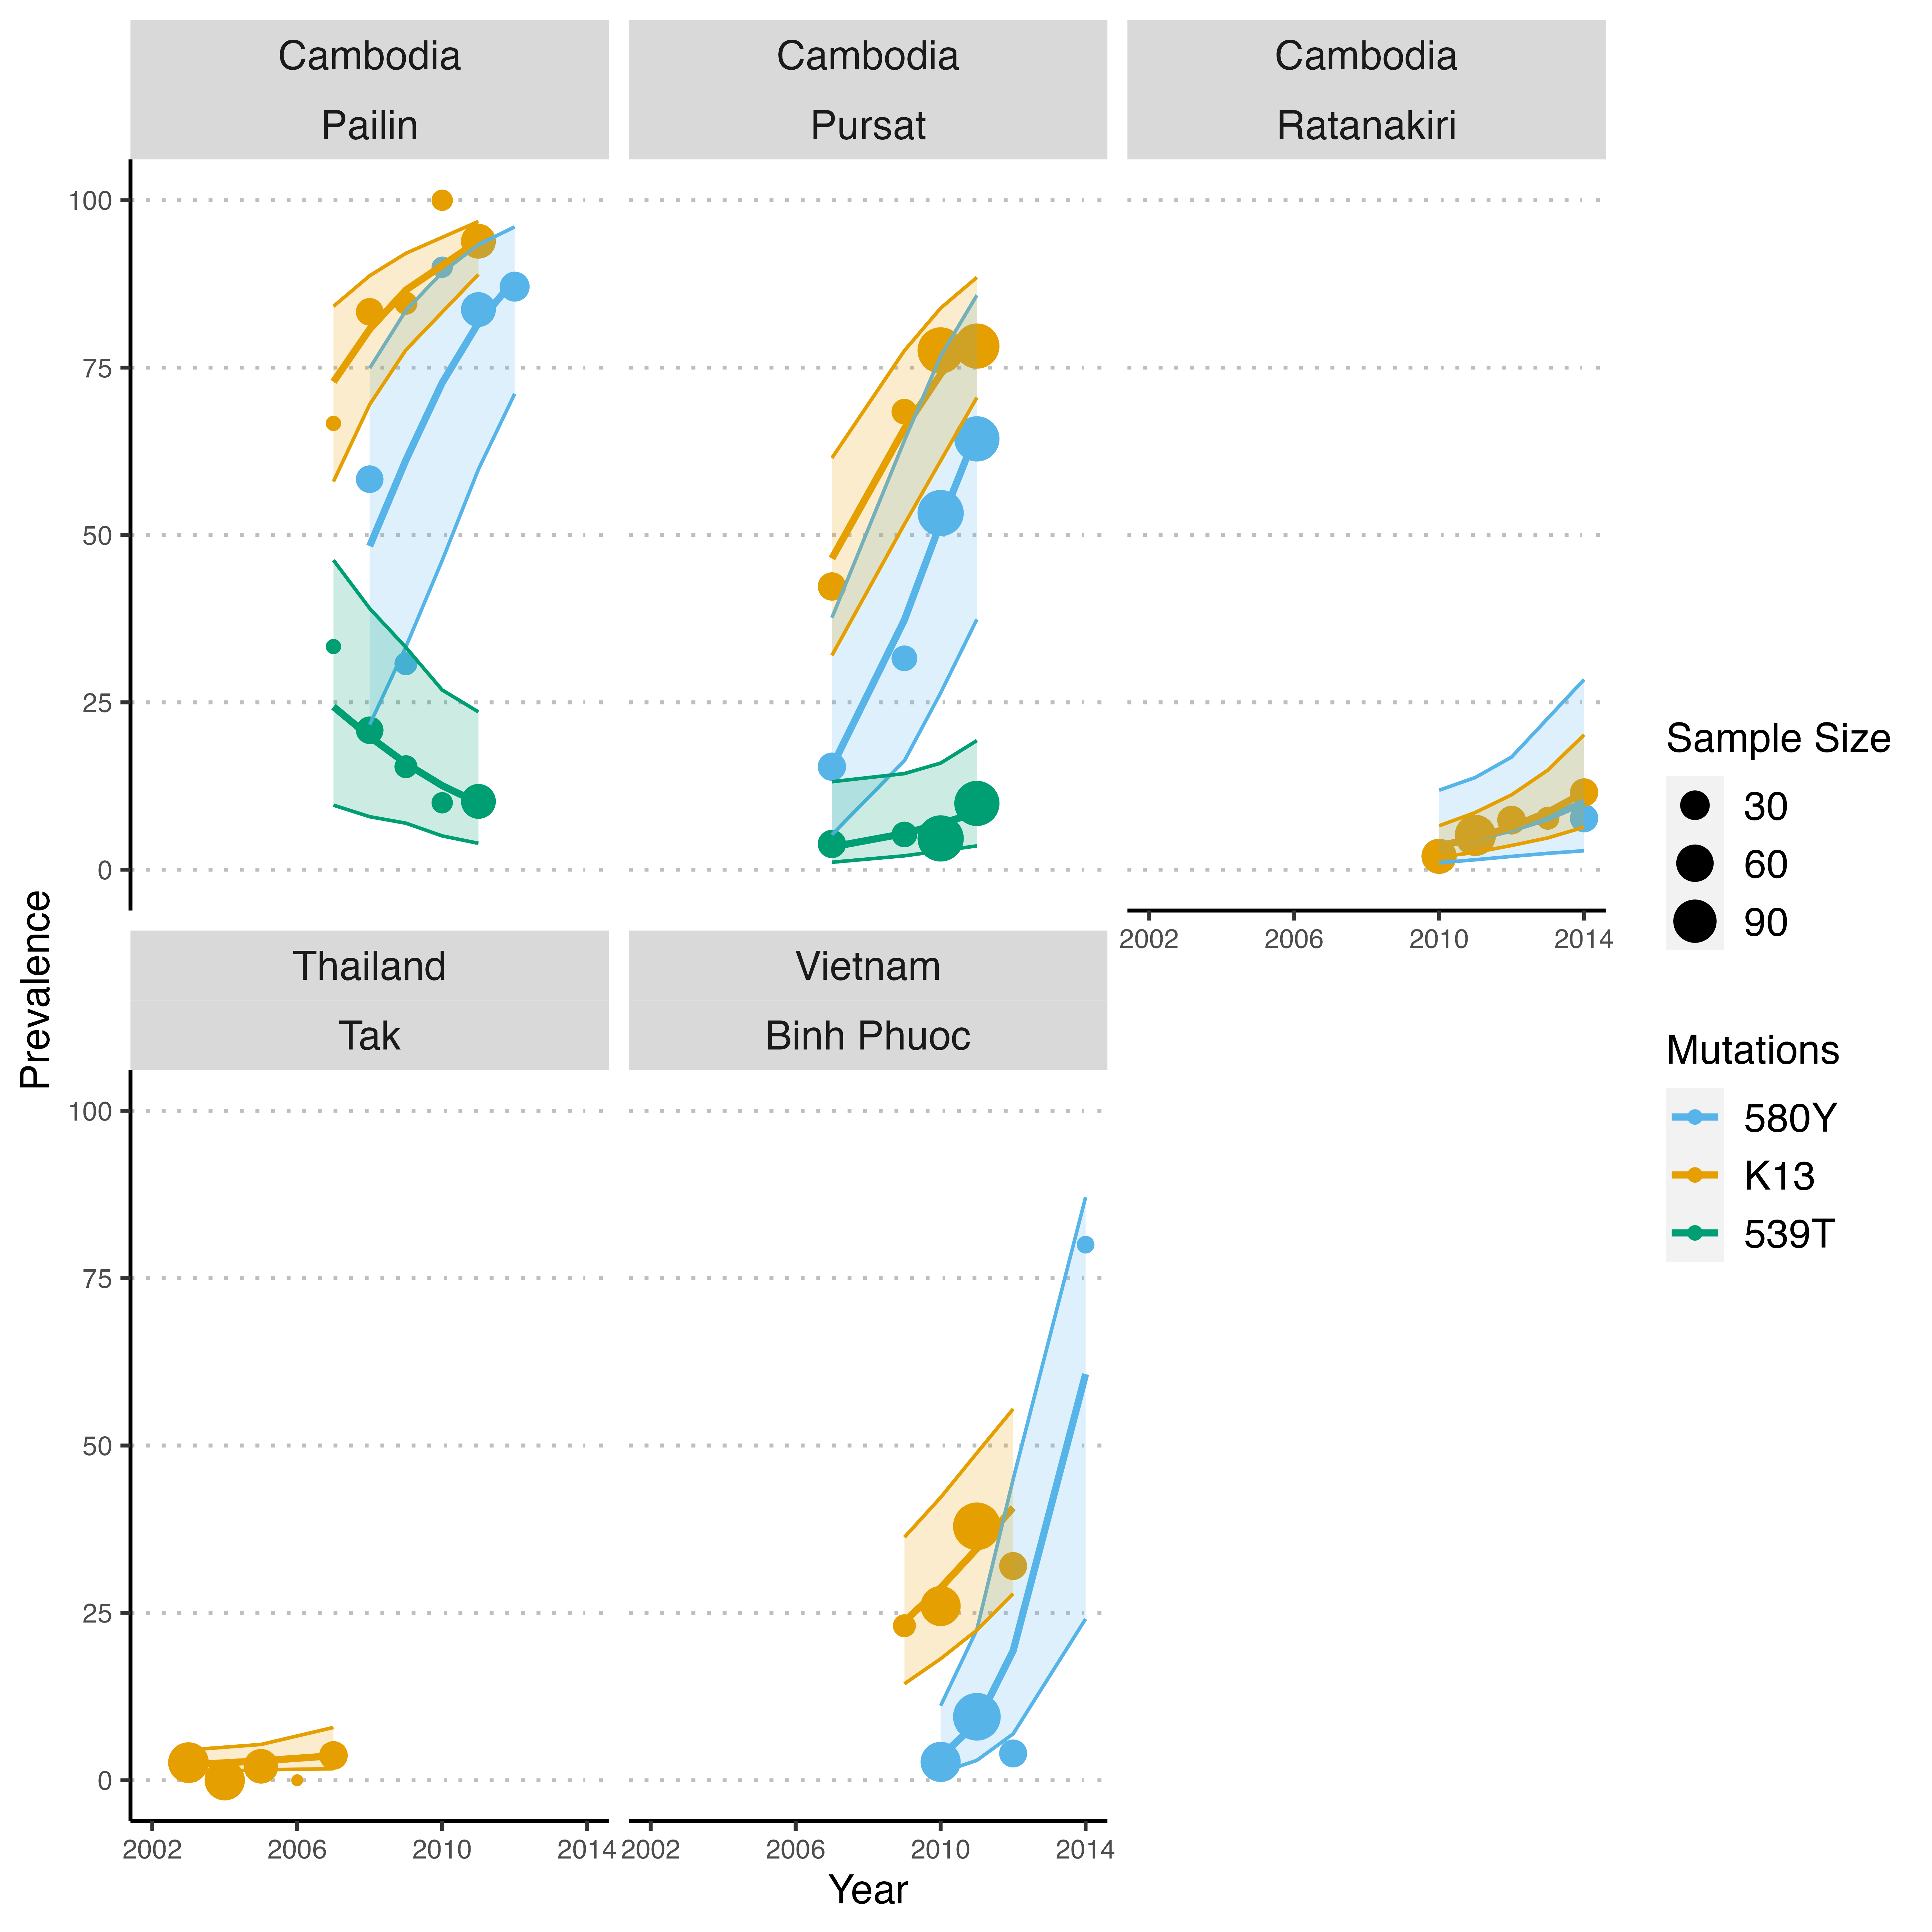 Cambodia
Pailin
Cambodia
Pursat
Cambodia
Ratanakiri
100
75
50
25
0
2002
2006
2010
2014
Thailand
Tak
Vietnam
Binh Phuoc
100
75
50
25
0
2002
2006
2010
2014
2002
2006
2010
2014
Year
Prevalence
Sample Size
30
60
90
Mutations
580Y
K13
539T